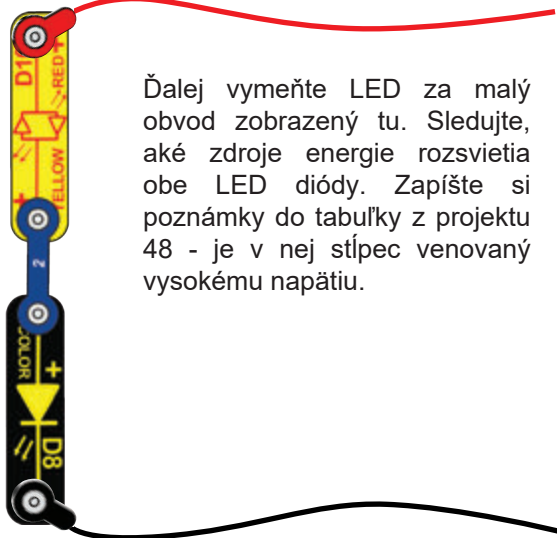 D10
RED+
YELLOW
+
2
COLOR
+
D8
Ďalej vymeňte LED za malý
obvod zobrazený tu. Sledujte,
aké zdroje energie rozsvietia
obe LED diódy. Zapíšte si
poznámky do tabuľky z projektu
48 - je v nej stĺpec venovaný
vysokému napätiu.